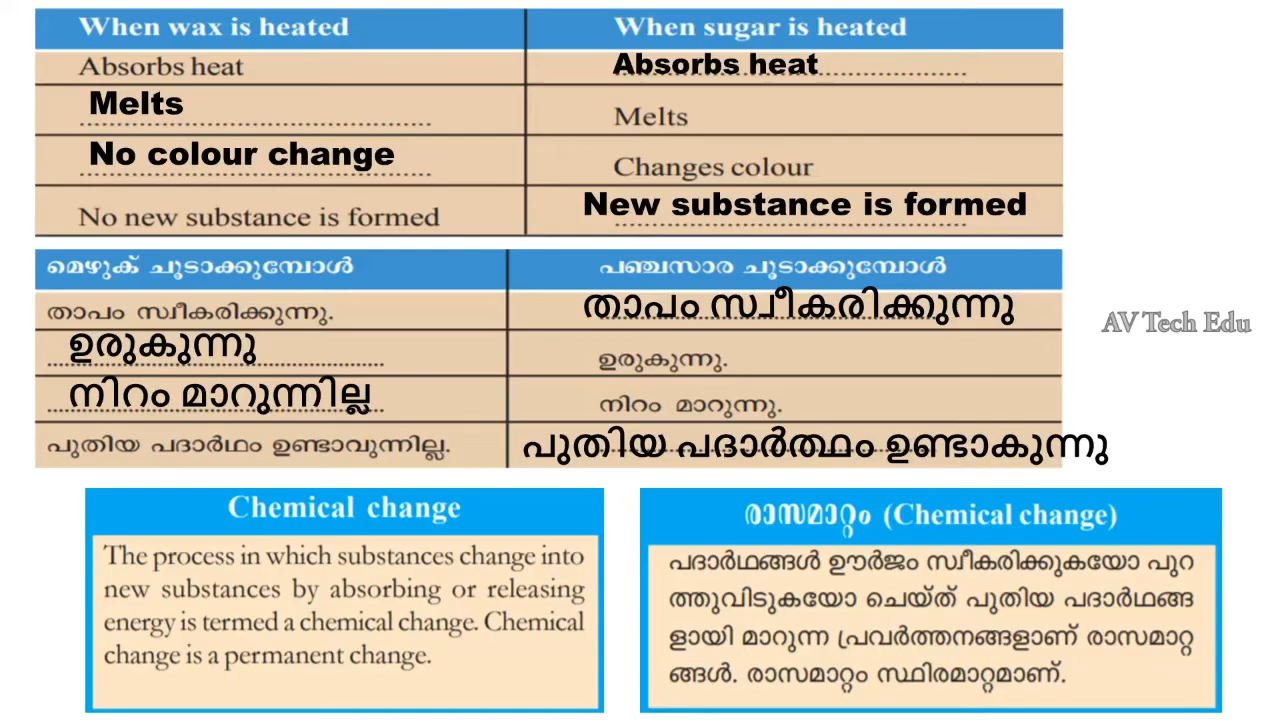 When wax is heated
When sugar is heated
Absorbs heat
Absorbs heat
Melts
Melts
No colour change
Changes colour
No new substance is formed
New substance is formed
മെഴുക് ചൂടാക്കുമ്പോൾ
പഞ്ചസാര ചൂടാക്കുമ്പോൾ
താപം സ്വീകരിക്കുന്നു.
താപം സ്വീകരിക്കുന്നു
ഉരുകുന്നു
ഉരുകുന്നു.
നിറം മാറുന്നില്ല
നിറം മാറുന്നു.
പുതിയ പദാർഥം ഉണ്ടാവുന്നില്ല.
പുതിയ പദാർത്ഥം ഉണ്ടാകുന്നു
AV Tech Edu
Chemical change
The process in which substances change into
new substances by absorbing or releasing
energy is termed a chemical change. Chemical
change is a permanent change.
രാസമാറ്റം (Chemical change)
പദാർഥങ്ങൾ ഊർജം സ്വീകരിക്കുകയോ പുറ
ത്തുവിടുകയോ ചെയ്ത് പുതിയ പദാർഥങ്ങ
ളായി മാറുന്ന പ്രവർത്തനങ്ങളാണ് രാസമാറ്റ
ങ്ങൾ. രാസമാറ്റം സ്ഥിരമാറ്റമാണ്.